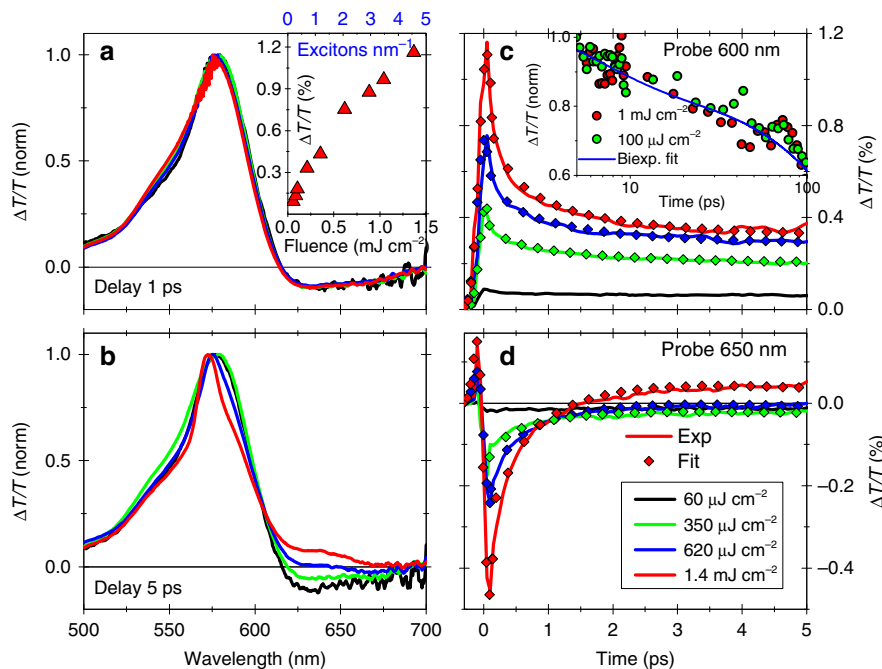 0 1 2 3 4 5
a
Excitons nm⁻¹
1.2
0.9
0.6
0.3
ΔT/T (%)
0.0 0.5 1.0 1.5
Fluence (mJ cm⁻²)
1.0
0.5
0.0
ΔT/T (norm)
Delay 1 ps
b
1.0
0.5
0.0
ΔT/T (norm)
Delay 5 ps
500 550 600 650 700
Wavelength (nm)
c
Probe 600 nm
1.0
0.8
0.6
ΔT/T (norm)
1 mJ cm⁻²
100 μJ cm⁻²
Biexp. fit
10 100
Time (ps)
1.2
0.8
0.4
0.0
ΔT/T (%)
d
Probe 650 nm
Exp
Fit
60 μJ cm⁻²
350 μJ cm⁻²
620 μJ cm⁻²
1.4 mJ cm⁻²
0.0
−0.2
−0.4
ΔT/T (%)
0 1 2 3 4 5
Time (ps)